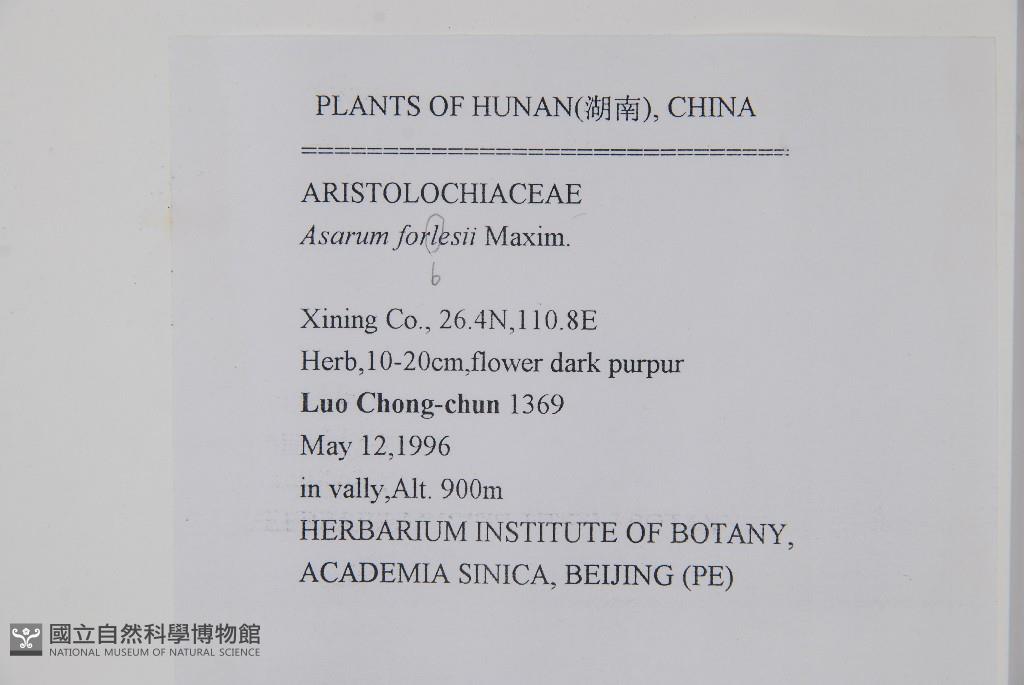 PLANTS OF HUNAN(湖南), CHINA
==============================
ARISTOLOCHIACEAE
Asarum forlesii Maxim.
b
Xining Co., 26.4N,110.8E
Herb,10-20cm,flower dark purpur
Luo Chong-chun 1369
May 12,1996
in vally,Alt. 900m
HERBARIUM INSTITUTE OF BOTANY,
ACADEMIA SINICA, BEIJING (PE)
國立自然科學博物館
NATIONAL MUSEUM OF NATURAL SCIENCE